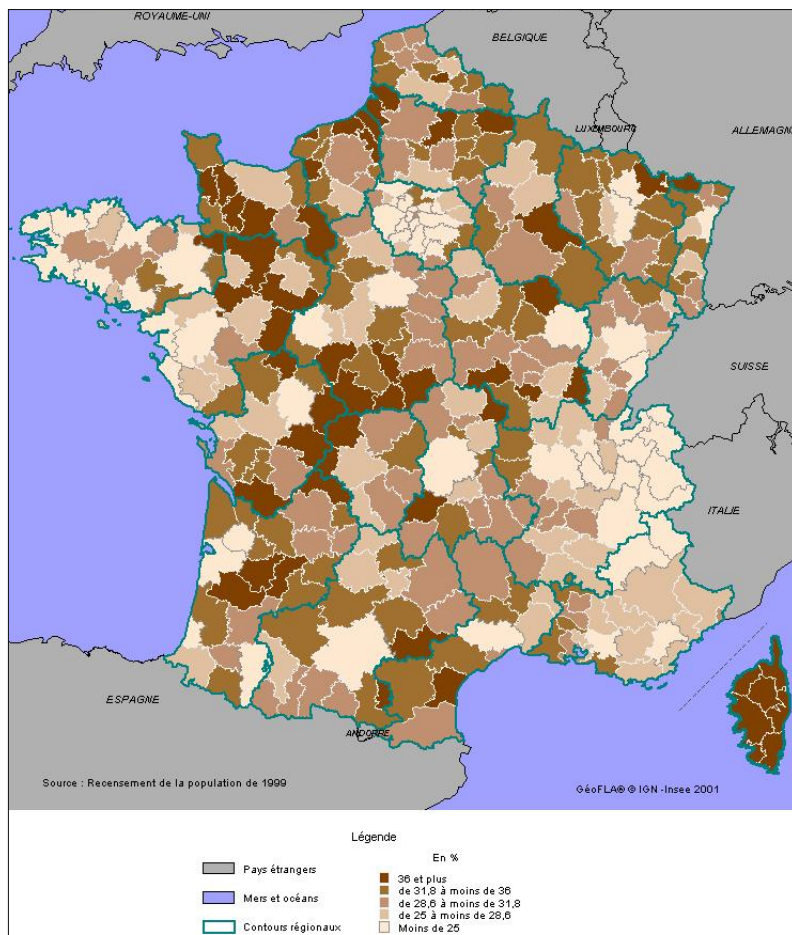 ROYAUME-UNI
BELGIQUE
LUXEMBOURG
ALLEMAGN
SUISSE
ITALIE
ESPAGNE
ANDORRE
Source : Recensement de la population de 1999
GéoFLA® © IGN -Insee 2001
Légende
En %
Pays étrangers
Mers et océans
Contours régionaux
36 et plus
de 31,8 à moins de 36
de 28,6 à moins de 31,8
de 25 à moins de 28,6
Moins de 25